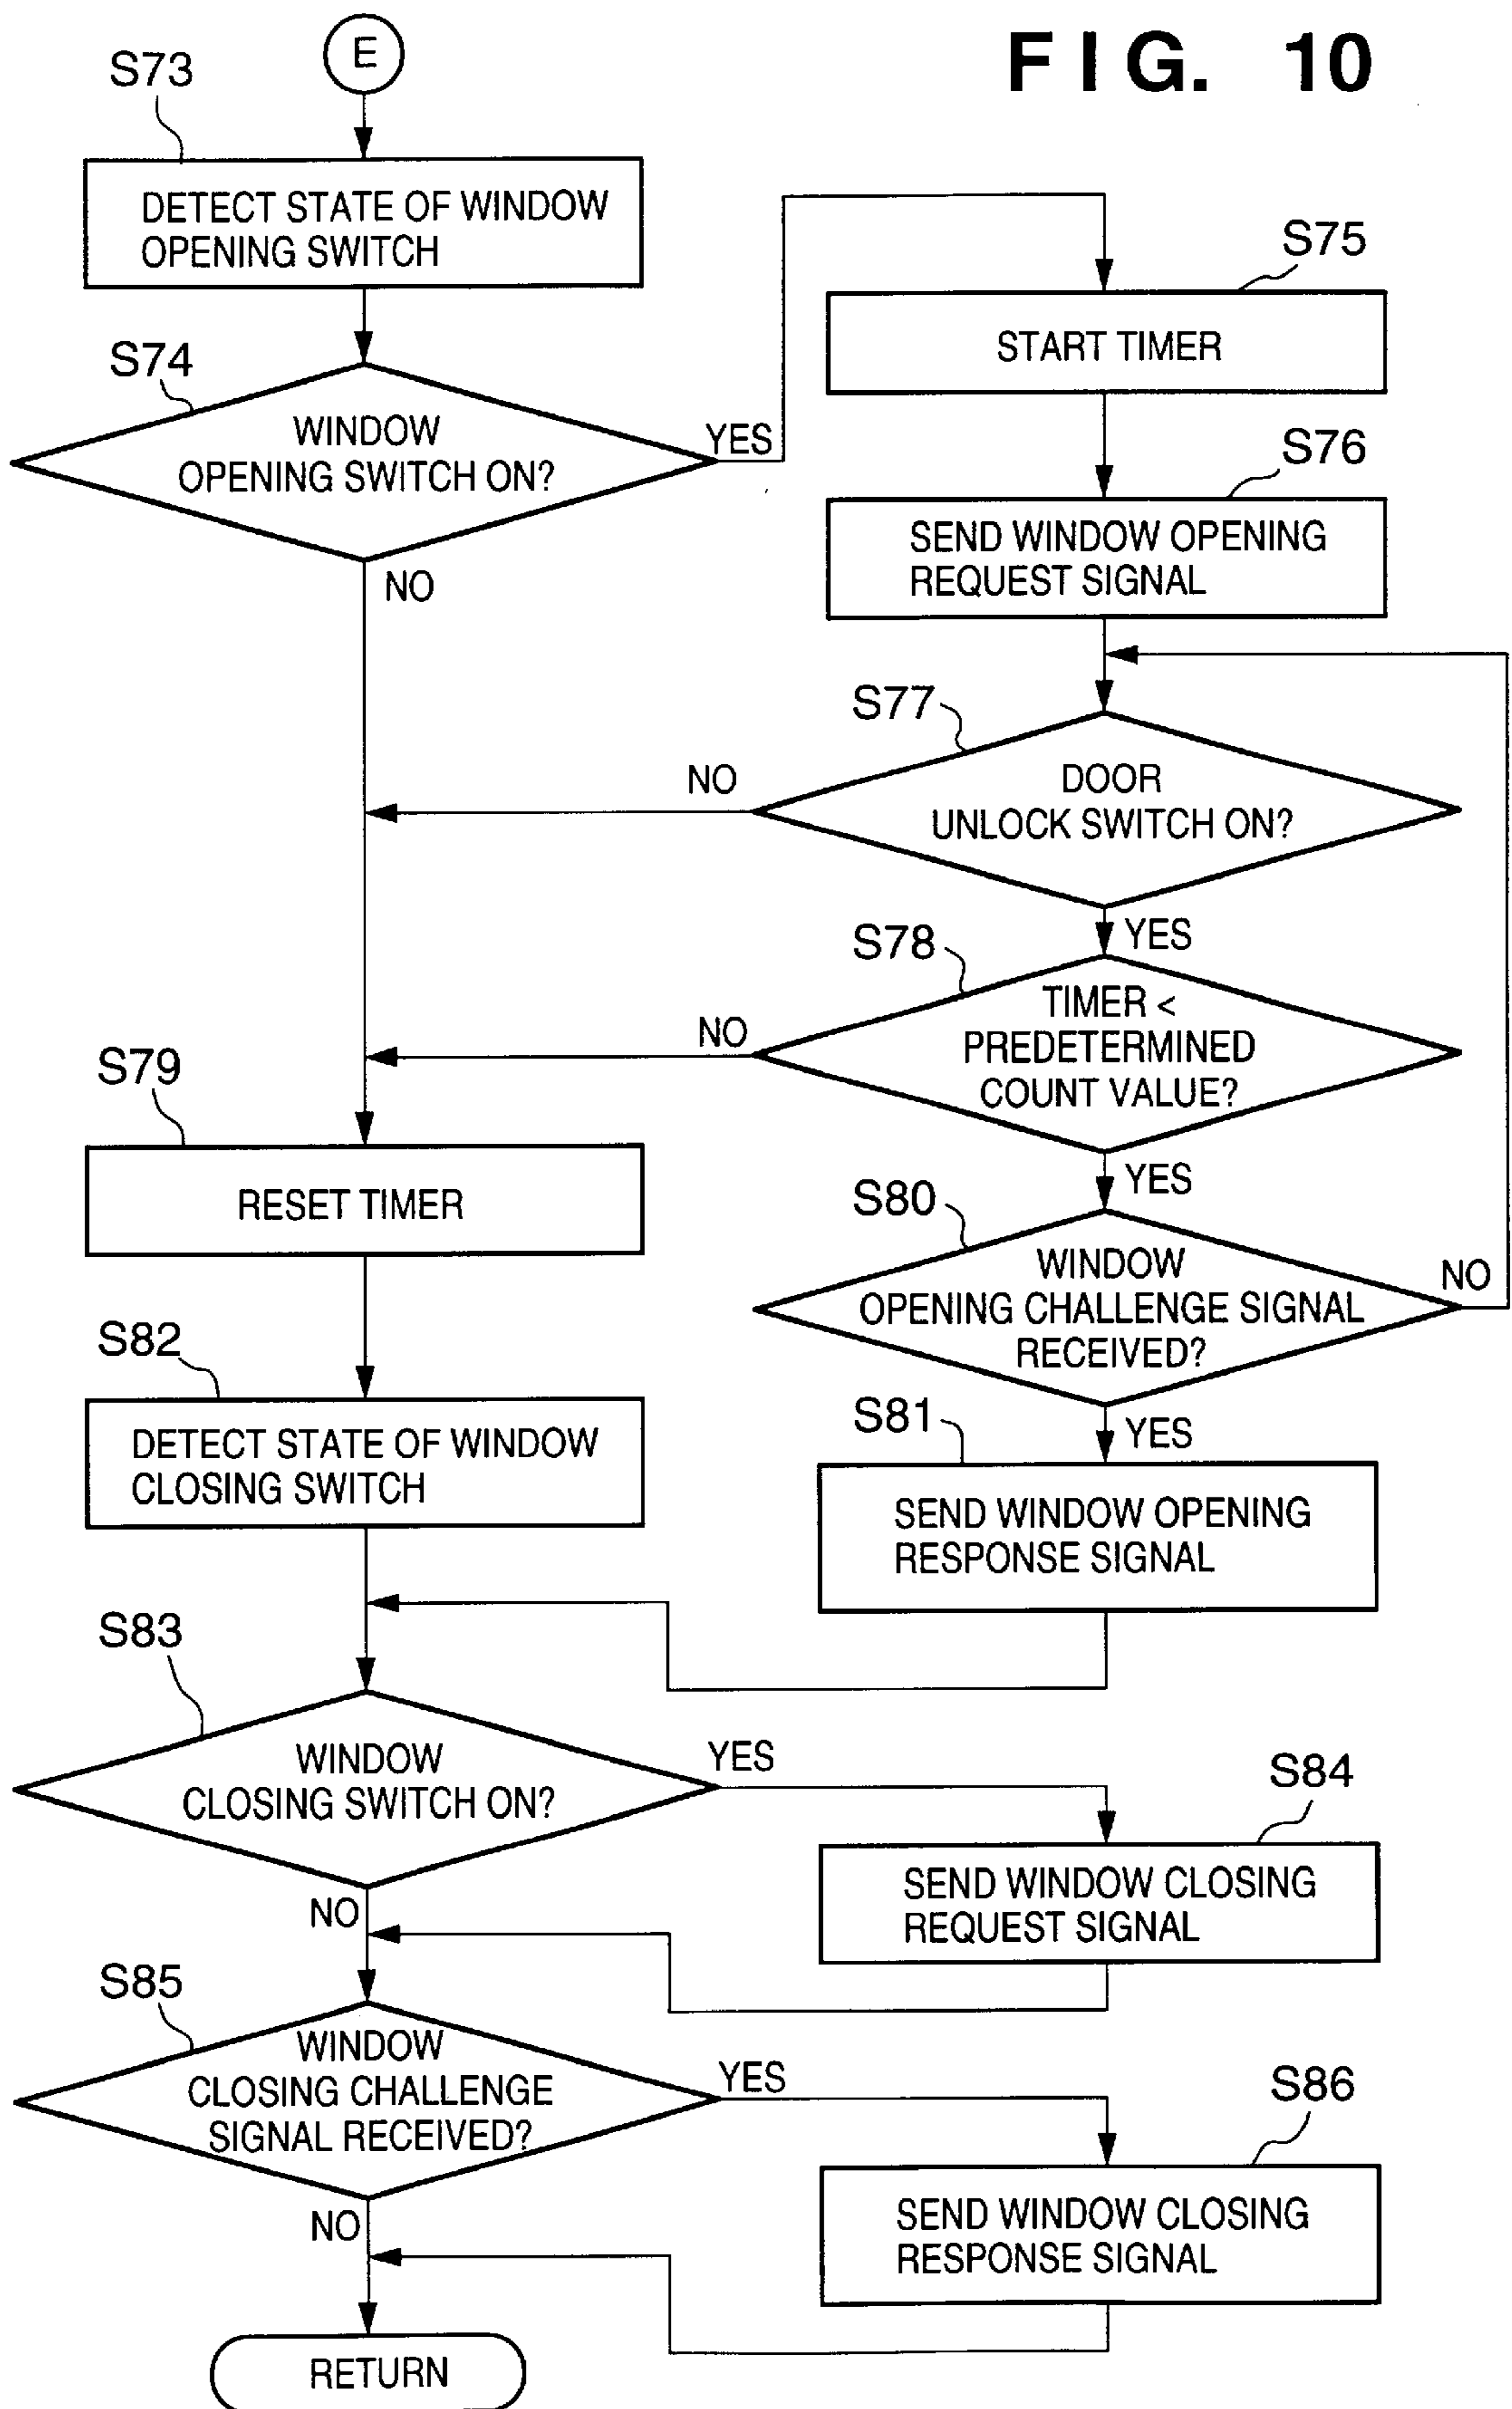 FIG. 10
E
S73
DETECT STATE OF WINDOW
OPENING SWITCH
S74
WINDOW
OPENING SWITCH ON?
YES
NO
S75
START TIMER
S76
SEND WINDOW OPENING
REQUEST SIGNAL
S77
DOOR
UNLOCK SWITCH ON?
NO
YES
S78
TIMER <
PREDETERMINED
COUNT VALUE?
NO
YES
S79
RESET TIMER
S80
WINDOW
OPENING CHALLENGE SIGNAL
RECEIVED?
NO
YES
S81
SEND WINDOW OPENING
RESPONSE SIGNAL
S82
DETECT STATE OF WINDOW
CLOSING SWITCH
S83
WINDOW
CLOSING SWITCH ON?
YES
NO
S84
SEND WINDOW CLOSING
REQUEST SIGNAL
S85
WINDOW
CLOSING CHALLENGE
SIGNAL RECEIVED?
YES
NO
S86
SEND WINDOW CLOSING
RESPONSE SIGNAL
RETURN